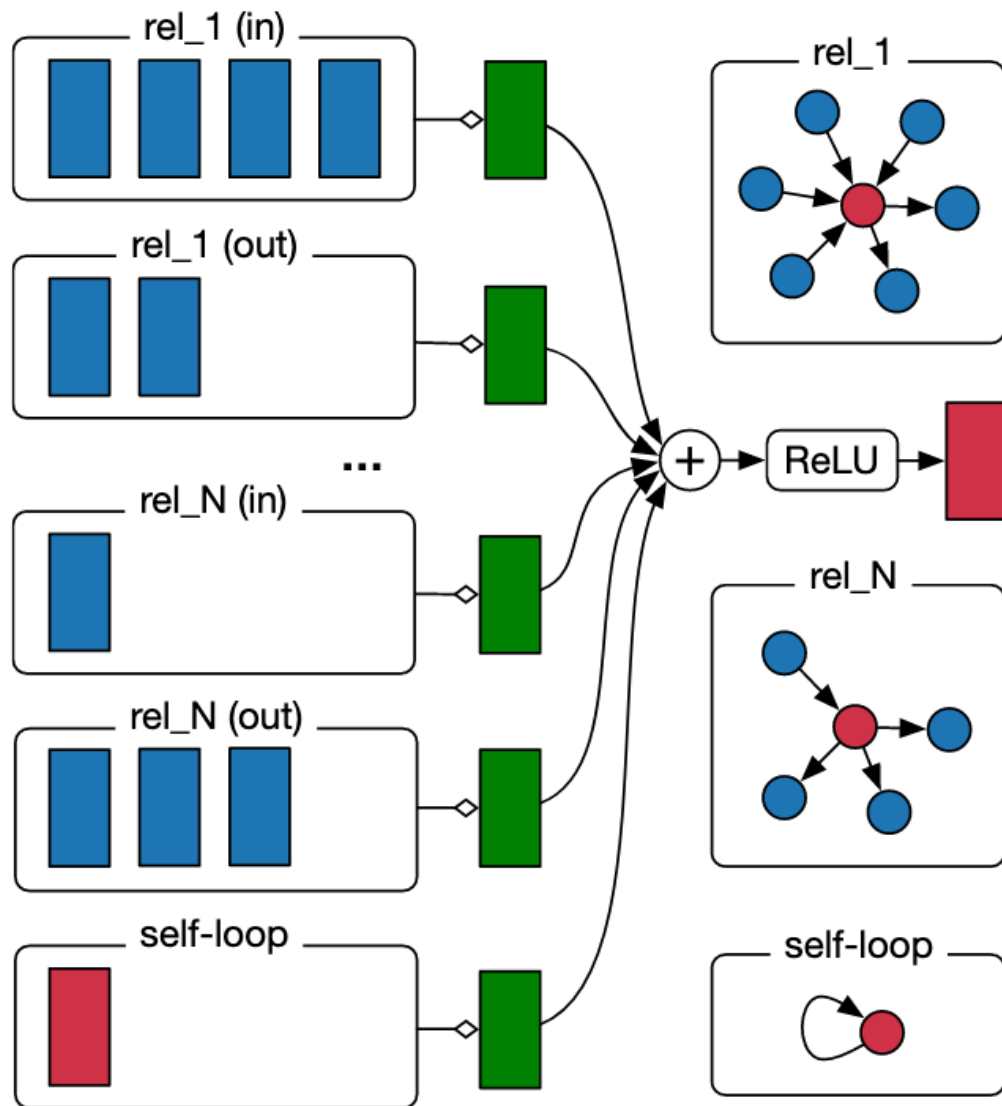 rel_1 (in)
rel_1 (out)
...
rel_N (in)
rel_N (out)
self-loop
+
ReLU
rel_1
rel_N
self-loop